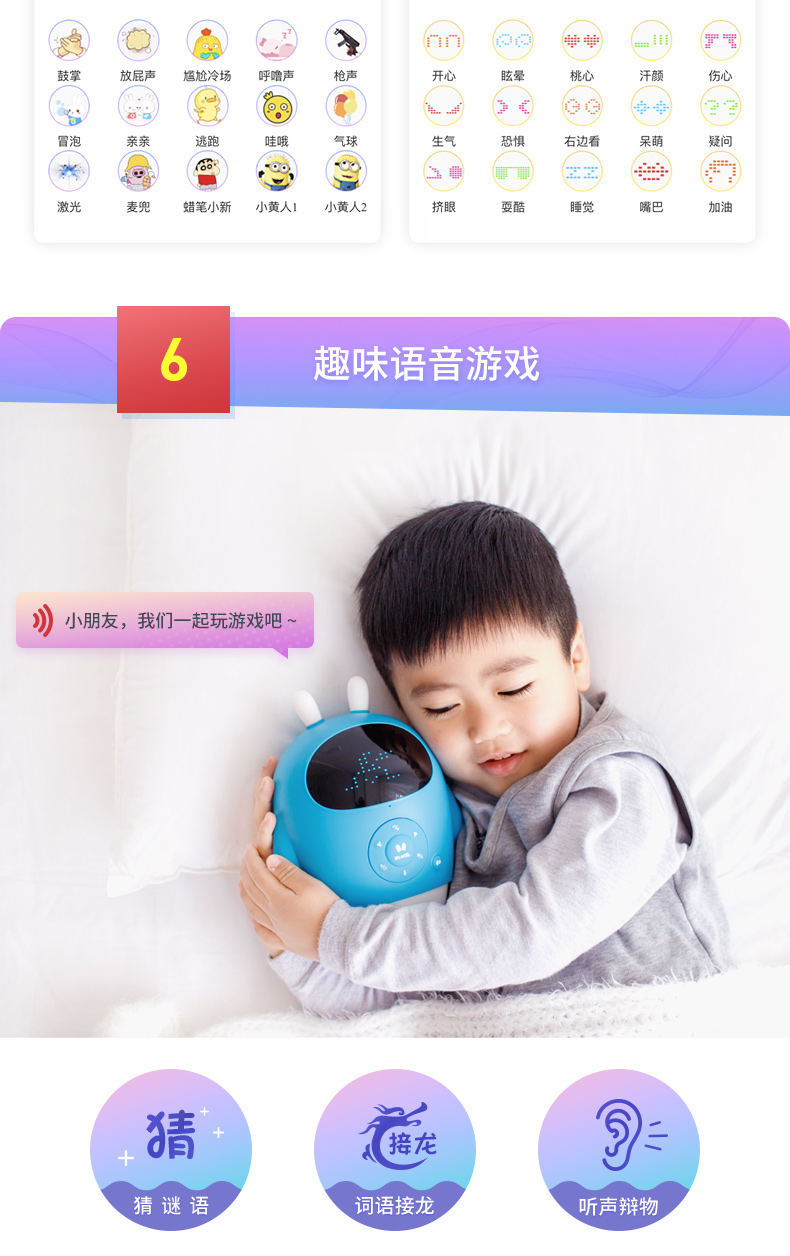 鼓掌 放屁声 尴尬冷场 呼噜声 枪声
冒泡 亲亲 逃跑 哇哦 气球
激光 麦兜 蜡笔小新 小黄人1 小黄人2
开心 眩晕 桃心 汗颜 伤心
生气 恐惧 右边看 呆萌 疑问
挤眼 耍酷 睡觉 嘴巴 加油
6
趣味语音游戏
小朋友，我们一起玩游戏吧~
猜
猜谜语
接龙
词语接龙
听声辩物